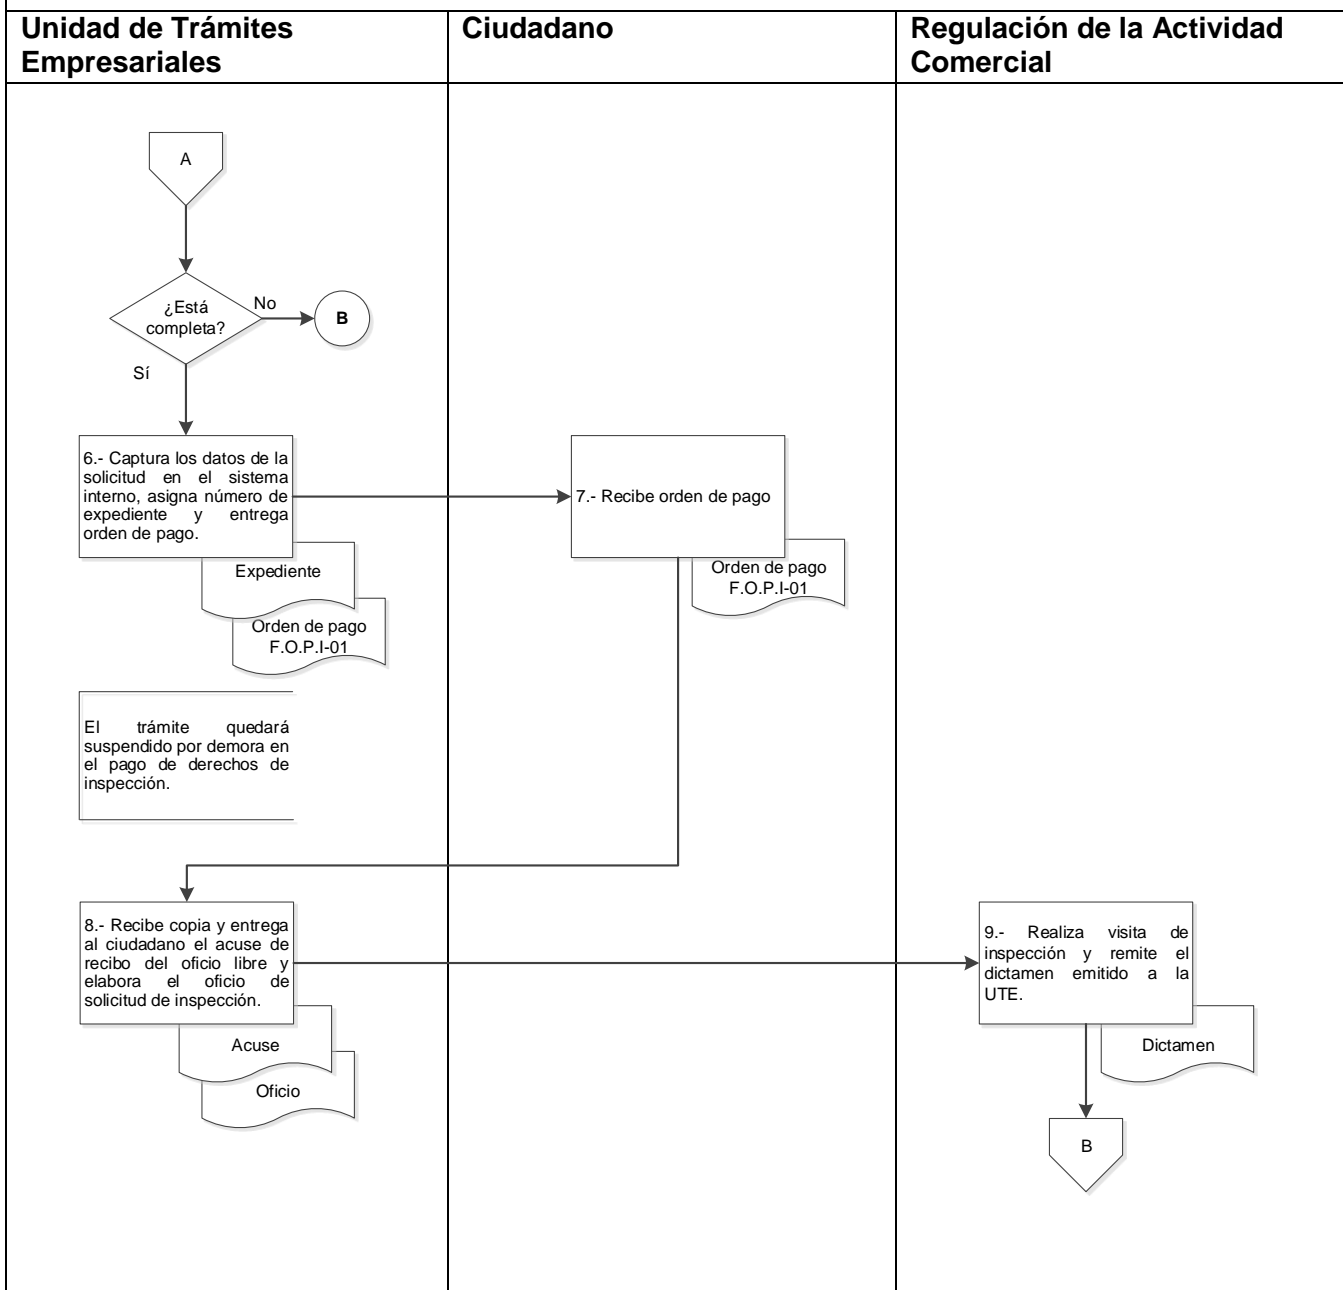 Unidad de Trámites
Empresariales
Ciudadano
Regulación de la Actividad
Comercial
A
¿Está
completa?
No
B
Sí
6.- Captura los datos de la
solicitud en el sistema
interno, asigna número de
expediente y entrega
orden de pago.
Expediente
Orden de pago
F.O.P.I-01
7.- Recibe orden de pago
Orden de pago
F.O.P.I-01
El trámite quedará
suspendido por demora en
el pago de derechos de
inspección.
8.- Recibe copia y entrega
al ciudadano el acuse de
recibo del oficio libre y
elabora el oficio de
solicitud de inspección.
Acuse
Oficio
9.- Realiza visita de
inspección y remite el
dictamen emitido a la
UTE.
Dictamen
B